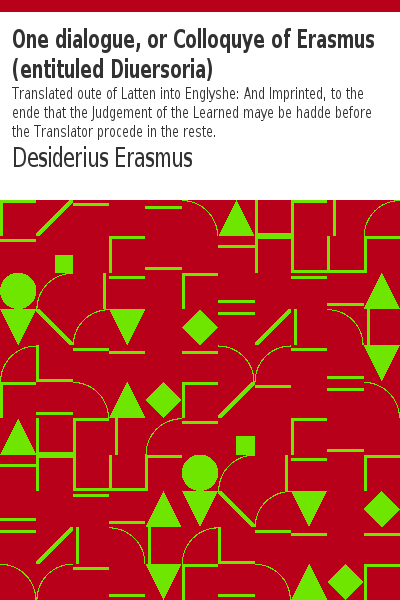 One dialogue, or Colloquye of Erasmus
(entituled Diuersoria)
Translated oute of Latten into Englyshe: And Imprinted, to the
ende that the Judgement of the Learned maye be hadde before
the Translator procede in the reste.
Desiderius Erasmus